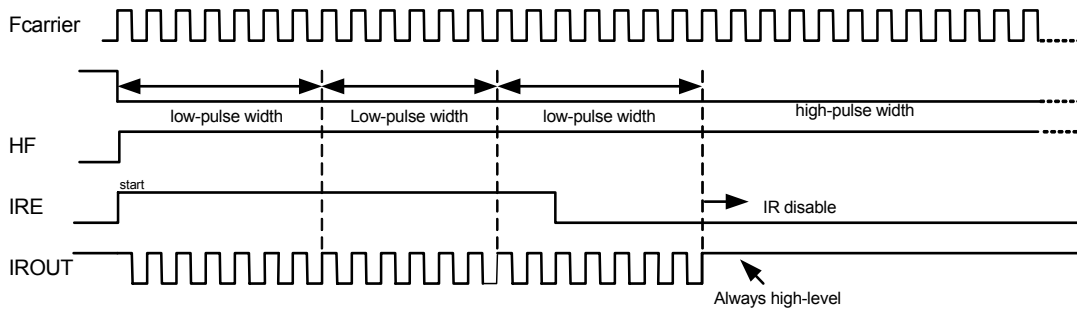 Fcarrier
low-pulse width Low-pulse width low-pulse width high-pulse width
HF
start
IRE
IR disable
IROUT
Always high-level